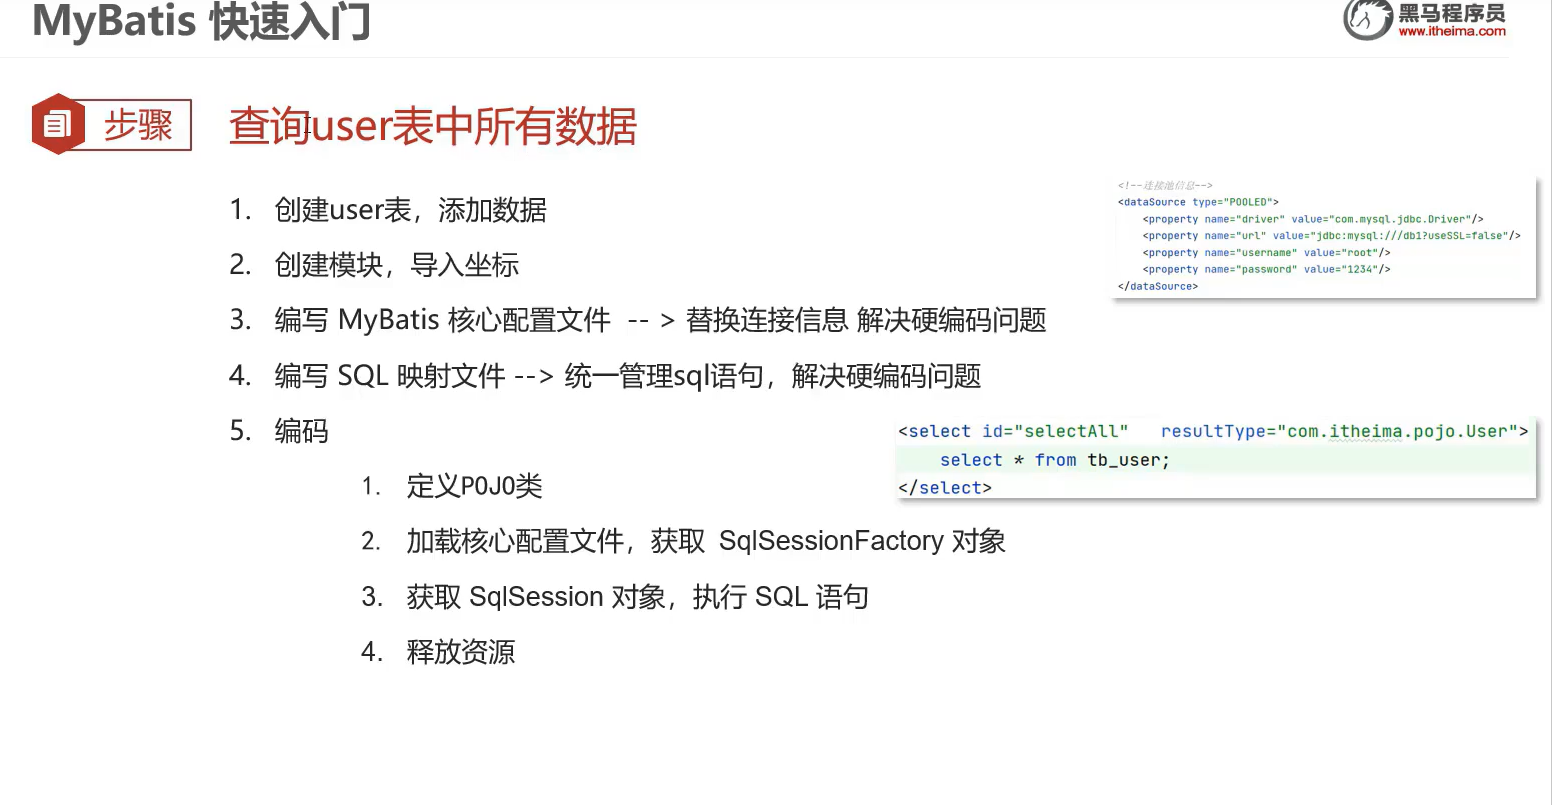 MyBatis 快速入门
黑马程序员
www.itheima.com
步骤
查询user表中所有数据
1. 创建user表，添加数据
2. 创建模块，导入坐标
3. 编写 MyBatis 核心配置文件 -- > 替换连接信息 解决硬编码问题
4. 编写 SQL 映射文件 --> 统一管理sql语句，解决硬编码问题
5. 编码
1. 定义POJO类
2. 加载核心配置文件，获取 SqlSessionFactory 对象
3. 获取 SqlSession 对象，执行 SQL 语句
4. 释放资源
<!--连接池信息-->
<dataSource type="POOLED">
<property name="driver" value="com.mysql.jdbc.Driver"/>
<property name="url" value="jdbc:mysql:///db1?useSSL=false"/>
<property name="username" value="root"/>
<property name="password" value="1234"/>
</dataSource>
<select id="selectAll" resultType="com.itheima.pojo.User">
select * from tb_user;
</select>